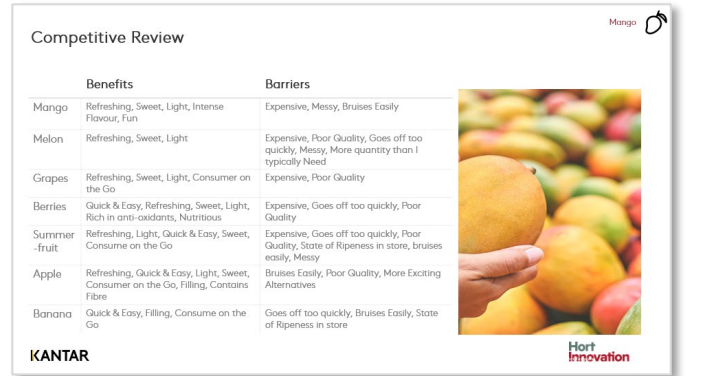 Mango
Competitive Review
Benefits Barriers
Mango Refreshing, Sweet, Light, Intense Expensive, Messy, Bruises Easily
Flavour, Fun
Melon Refreshing, Sweet, Light Expensive, Poor Quality, Goes off too
quickly, Messy, More quantity than I
typically Need
Grapes Refreshing, Sweet, Light, Consumer on Expensive, Poor Quality
the Go
Berries Quick & Easy, Refreshing, Sweet, Light, Expensive, Goes off too quickly, Poor
Rich in anti-oxidants, Nutritious Quality
Summer Refreshing, Light, Quick & Easy, Sweet, Expensive, Goes off too quickly, Poor
-fruit Consume on the Go Quality, State of Ripeness in store, bruises
easily, Messy
Apple Refreshing, Quick & Easy, Light, Sweet, Bruises Easily, Poor Quality, More Exciting
Consumer on the Go, Filling, Contains Alternatives
Fibre
Banana Quick & Easy, Filling, Consume on the Goes off too quickly, Bruises Easily, State
Go of Ripeness in store
KANTAR
Hort
Innovation